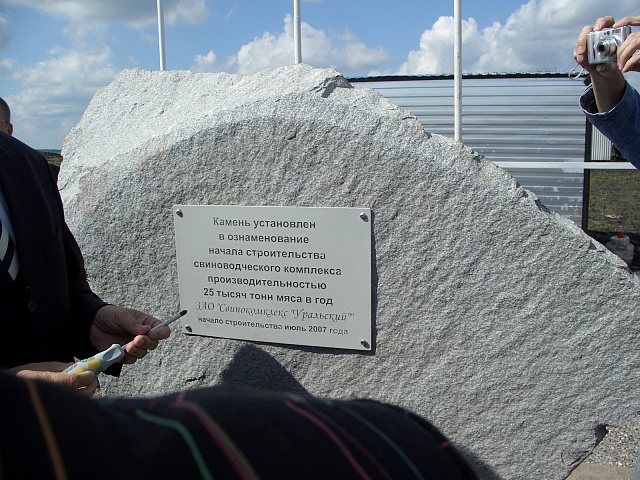 Камень установлен
в ознаменование
начала строительства
свиноводческого комплекса
производительностью
25 тысяч тонн мяса в год
ЗАО "Свинокомплекс "Уральский""
начало строительства июль 2007 года